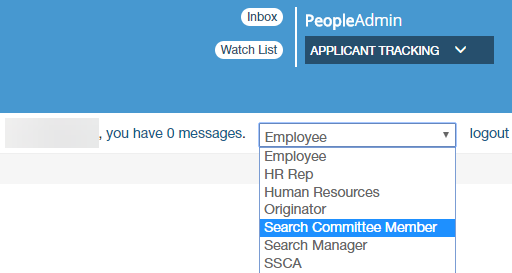 Inbox
PeopleAdmin
Watch List
APPLICANT TRACKING
, you have 0 messages.
Employee
logout
Employee
HR Rep
Human Resources
Originator
Search Committee Member
Search Manager
SSCA